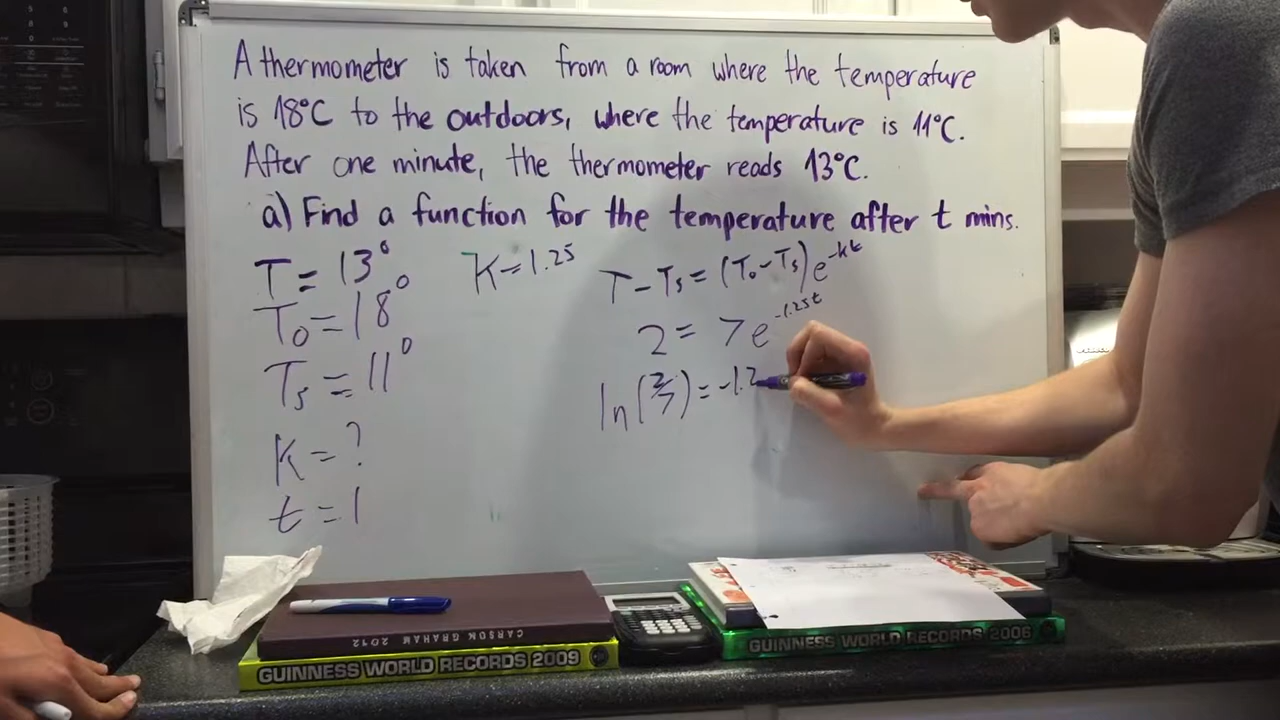 A thermometer is taken from a room where the temperature
is 18°C to the outdoors, where the temperature is 11°C.
After one minute, the thermometer reads 13°C.
a) Find a function for the temperature after t mins.
T = 13°
T₀ = 18°
Tₛ = 11°
K = ?
t = 1
K = 1.25
T - Tₛ = (T₀ - Tₛ)e^-kt
2 = 7e^-1.25t
ln(2/7) = -1.2
CARSON GRAHAM 2012
GUINNESS WORLD RECORDS 2009
GUINNESS WORLD RECORDS 2006